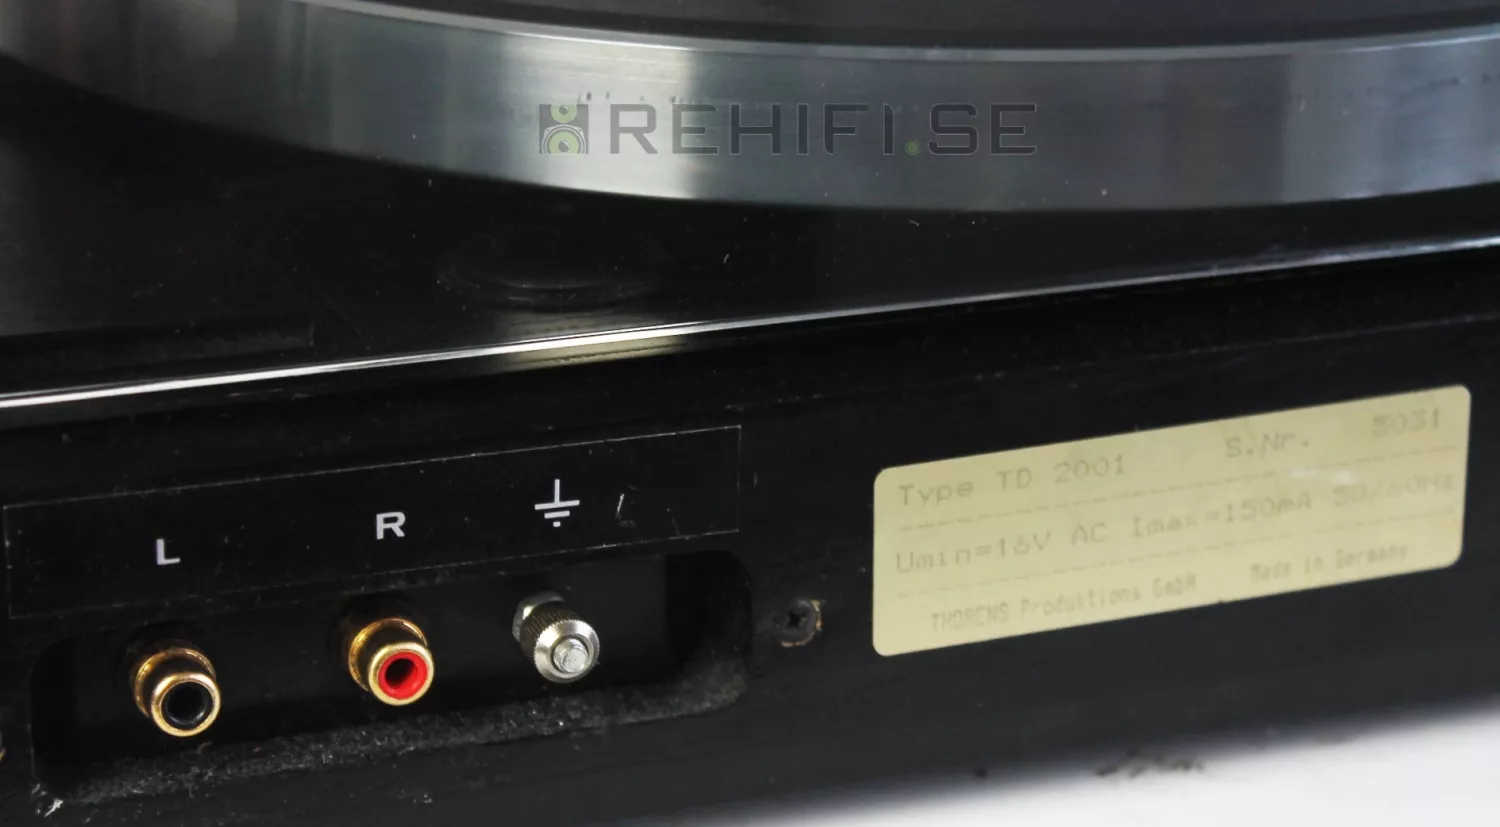 REHIFI.SE
L R
Type TD 2001 S.Nr. 5031
Umin=16V AC Imax=150mA 50/60Hz
THORENS Produktions GmbH Made in Germany